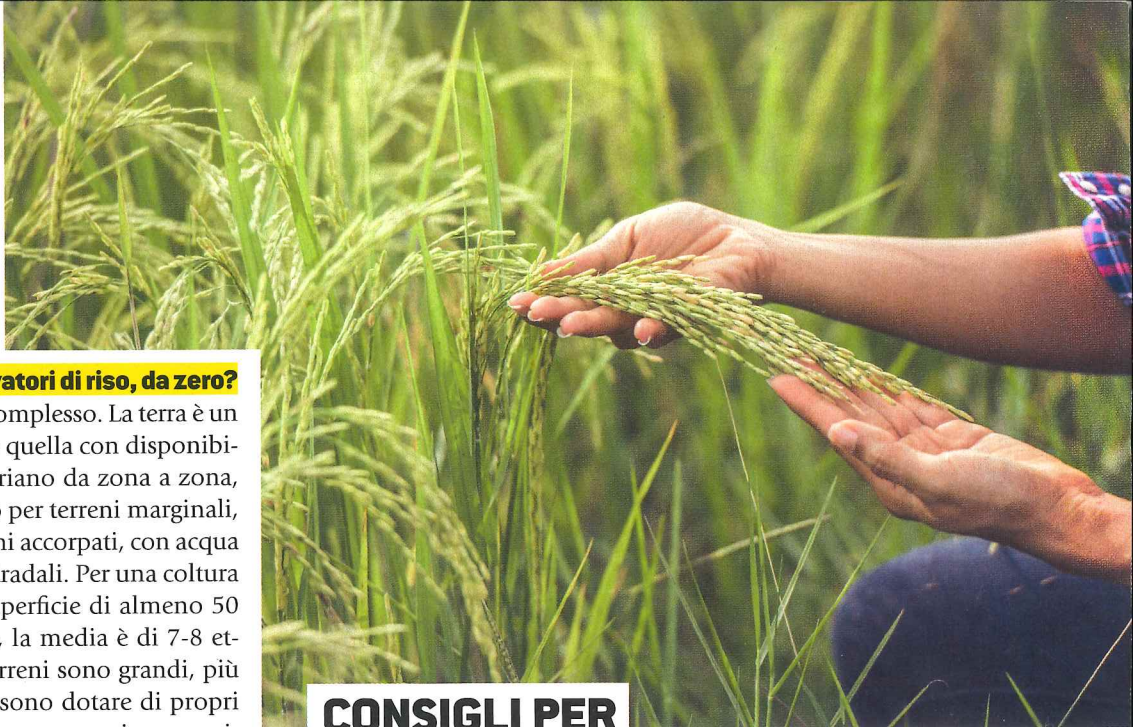 vatori di riso, da zero?
omplesso. La terra è un
quella con disponibi-
riano da zona a zona,
per terreni marginali,
ni accorpati, con acqua
radali. Per una coltura
perficie di almeno 50
la media è di 7-8 et-
rreni sono grandi, più
sono dotare di propri
CONSIGLI PER